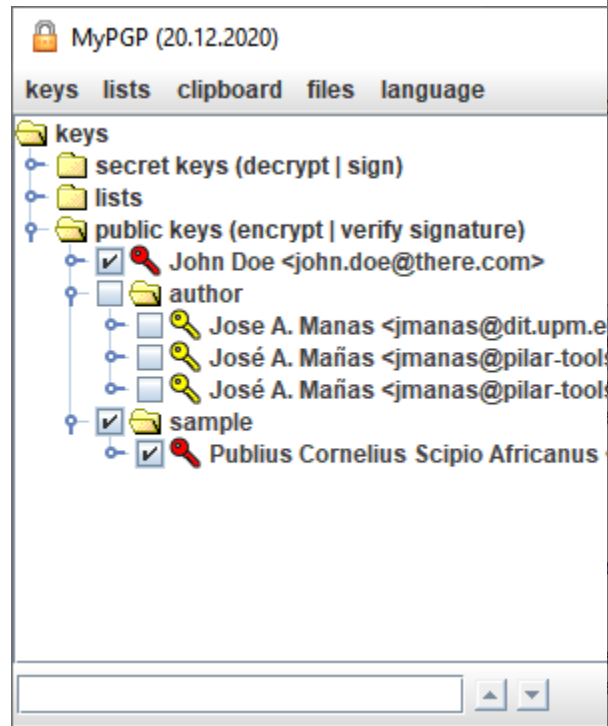 MyPGP (20.12.2020)
keys lists clipboard files language
keys
secret keys (decrypt | sign)
lists
public keys (encrypt | verify signature)
John Doe <john.doe@there.com>
author
Jose A. Manas <jmanas@dit.upm.e
José A. Mañas <jmanas@pilar-tools
José A. Mañas <jmanas@pilar-tools
sample
Publius Cornelius Scipio Africanus <